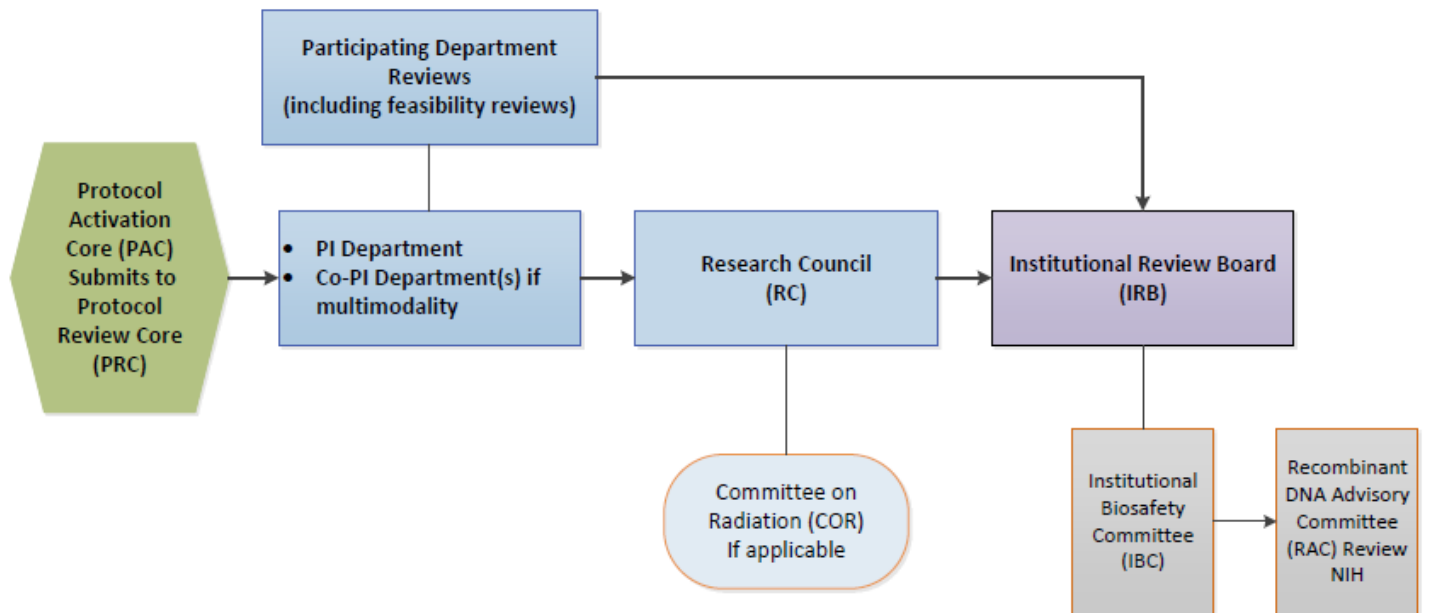 Participating Department
Reviews
(including feasibility reviews)
Protocol
Activation
Core (PAC)
Submits to
Protocol
Review Core
(PRC)
• PI Department
• Co-PI Department(s) if
multimodality
Research Council
(RC)
Institutional Review Board
(IRB)
Committee on
Radiation (COR)
If applicable
Institutional
Biosafety
Committee
(IBC)
Recombinant
DNA Advisory
Committee
(RAC) Review
NIH